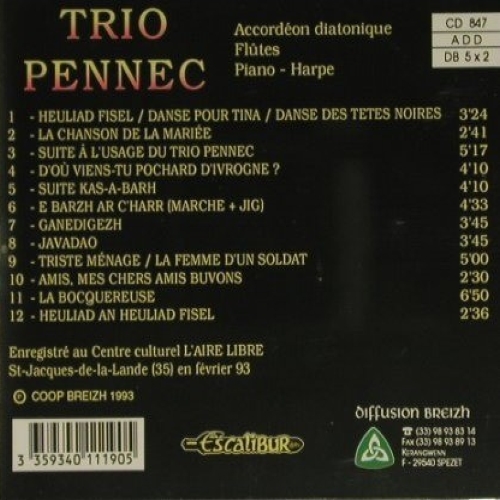 TRIO
PENNEC
Accordéon diatonique
Flûtes
Piano - Harpe
CD 847
ADD
DB 5 x 2
1 - HEULIAD FISEL / DANSE POUR TINA / DANSE DES TETES NOIRES 3'24
2 - LA CHANSON DE LA MARIÉE 2'41
3 - SUITE À L'USAGE DU TRIO PENNEC 5'17
4 - D'OÙ VIENS-TU POCHARD D'IVROGNE ? 4'10
5 - SUITE KAS-A-BARH 4'10
6 - E BARZH AR C'HARR (MARCHE + JIG) 4'33
7 - GANEDIGEZH 3'45
8 - JAVADAO 3'45
9 - TRISTE MÉNAGE / LA FEMME D'UN SOLDAT 5'00
10 - AMIS, MES CHERS AMIS BUVONS 2'30
11 - LA BOCQUEREUSE 6'50
12 - HEULIAD AN HEULIAD FISEL 2'36
Enregistré au Centre culturel L'AIRE LIBRE
St-Jacques-de-la-Lande (35) en février 93
℗ COOP BREIZH 1993
3 359340 111905
EsCaLiBUR
diffusion BREIZh
☎ (33) 98 93 83 14
FAX (33) 98 93 89 13
KERANGWENN
F - 29540 SPEZET